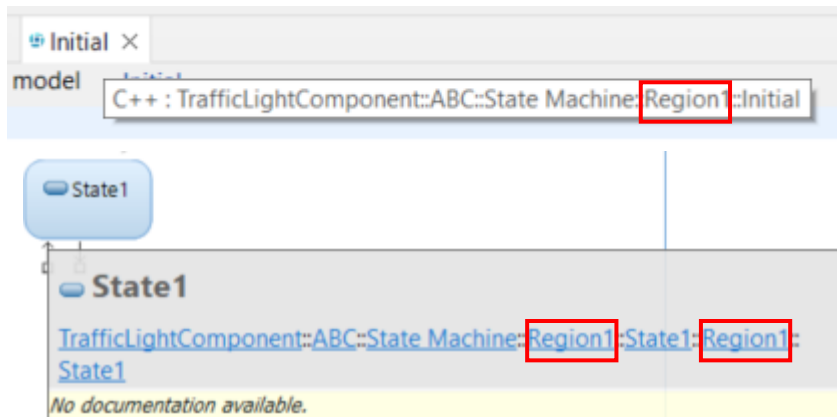 Initial ×
model
C++ : TrafficLightComponent::ABC::State Machine::Region1::Initial
State1
State1
TrafficLightComponent::ABC::State Machine::Region1::State1::Region1::
State1
No documentation available.